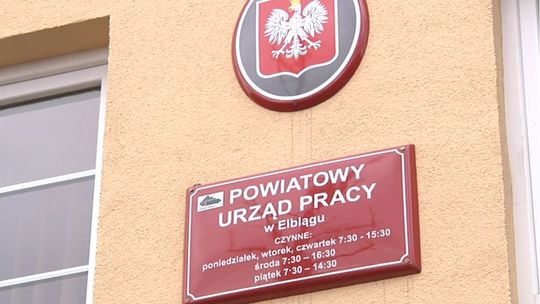 POWIATOWY
URZĄD PRACY
w Elblągu
CZYNNE:
poniedziałek, wtorek, czwartek 7:30 - 15:30
środa 7:30 - 16:30
piątek 7:30 - 14:30